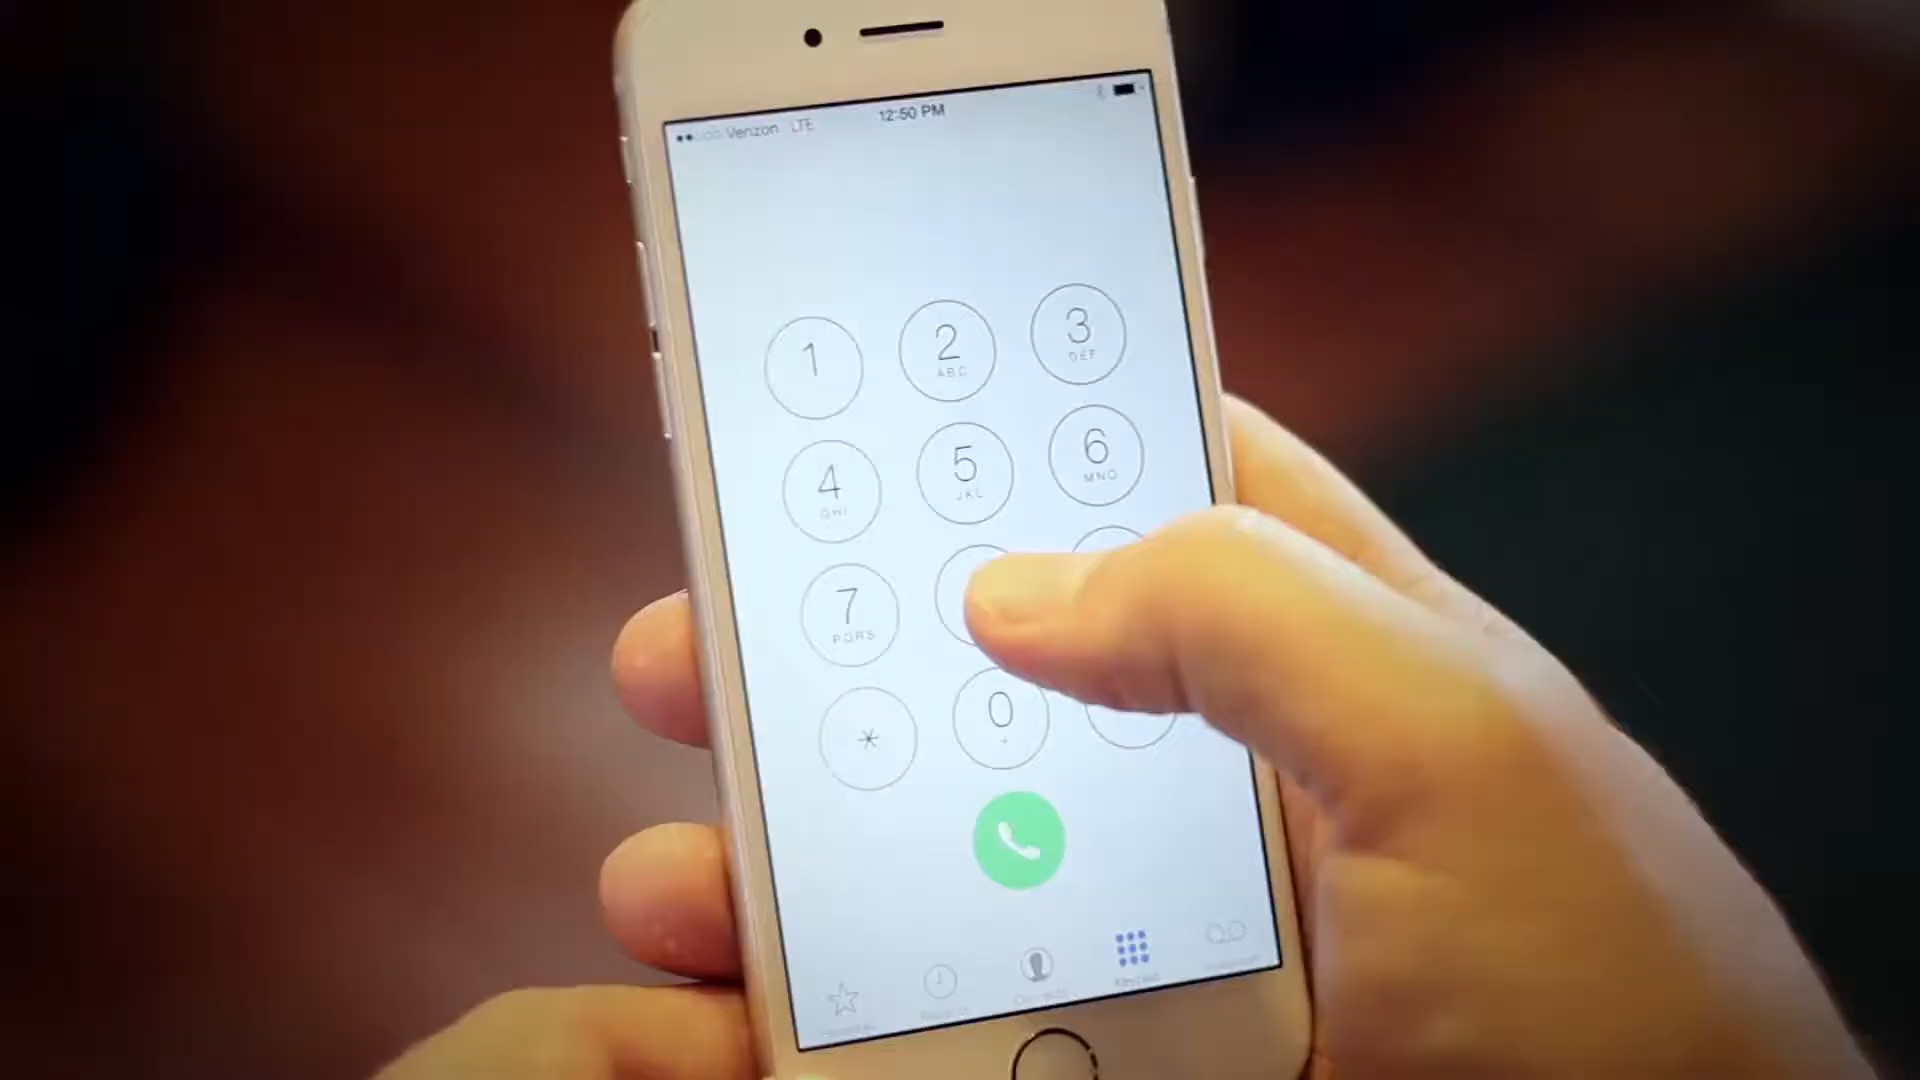 Verizon LTE 12:50 PM
1 2 3
ABC DEF
4 5 6
GHI JKL MNO
7
PQRS
* 0
+